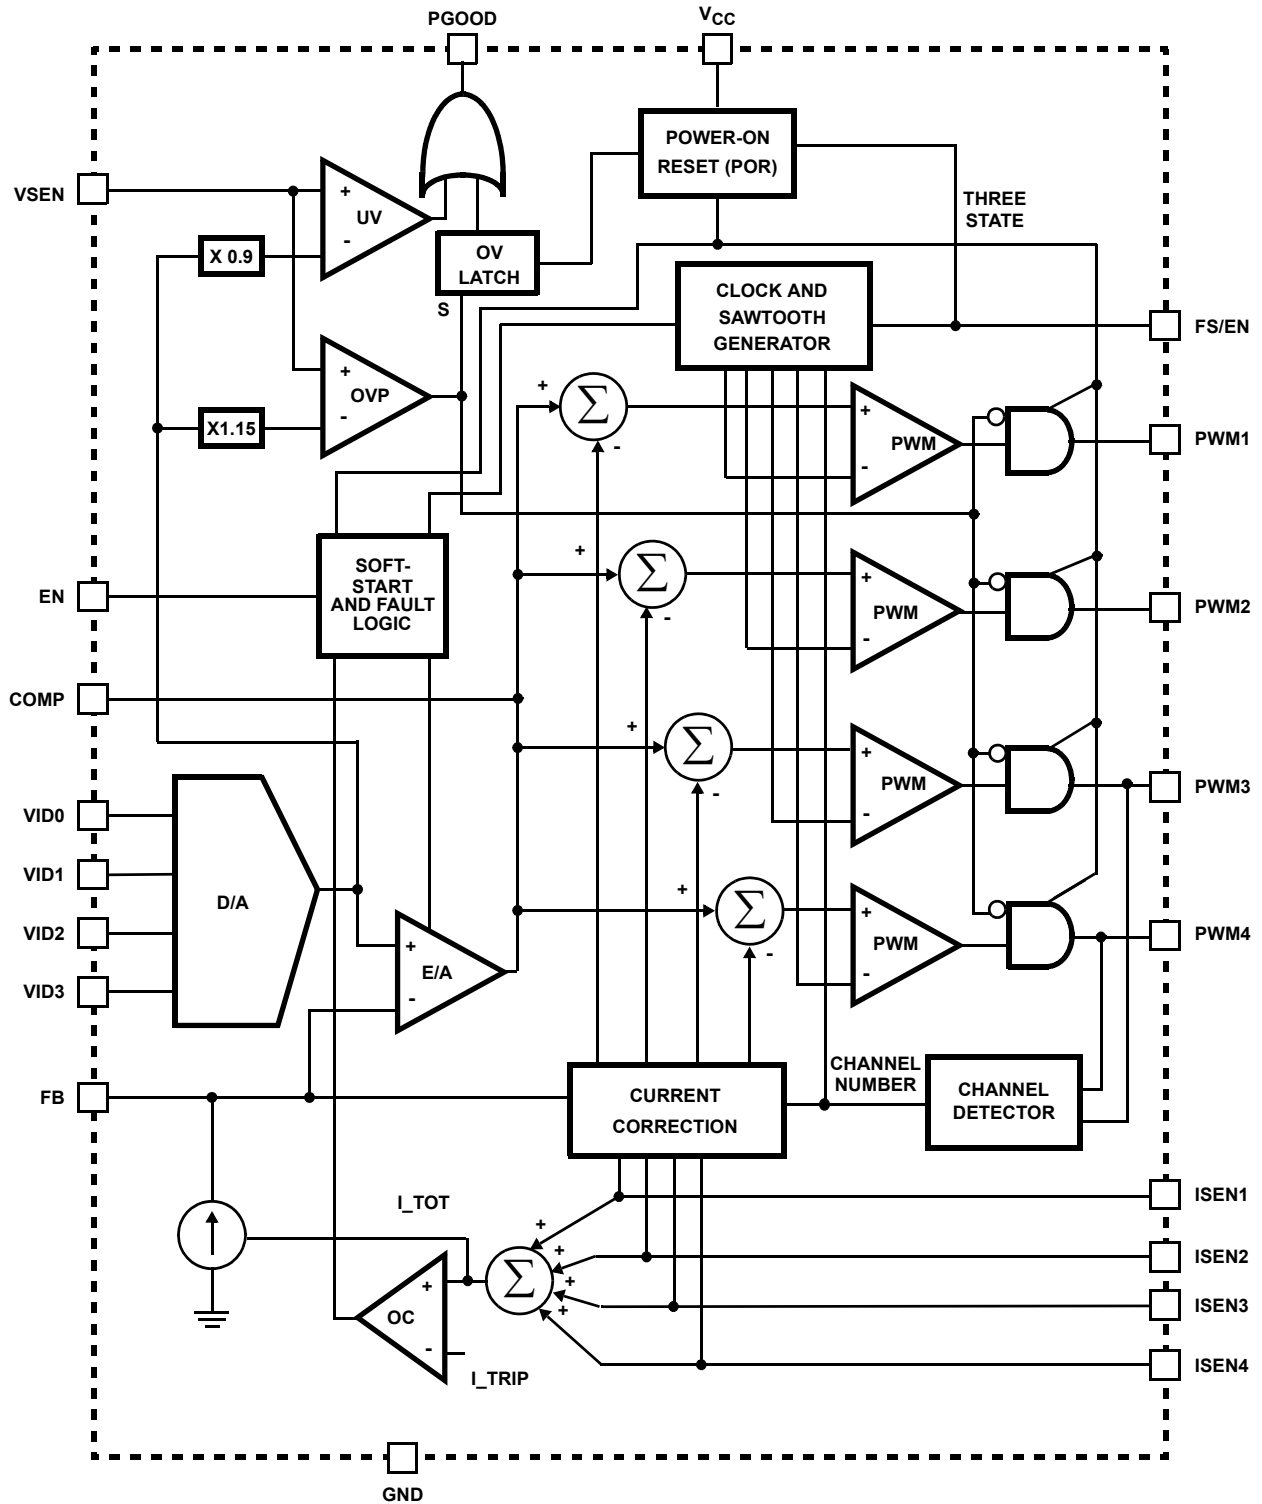 PGOOD
VCC
VSEN
+
UV
-
X 0.9
OV
LATCH
S
POWER-ON
RESET (POR)
THREE
STATE
CLOCK AND
SAWTOOTH
GENERATOR
FS/EN
+
OVP
-
X1.15
+
Σ
-
+
PWM
-
PWM1
SOFT-
START
AND FAULT
LOGIC
EN
+
Σ
-
+
PWM
-
PWM2
COMP
+
Σ
-
+
PWM
-
PWM3
VID0
VID1
VID2
VID3
D/A
+
E/A
-
+
Σ
-
+
PWM
-
PWM4
FB
CURRENT
CORRECTION
CHANNEL
NUMBER
CHANNEL
DETECTOR
I_TOT
+
+
+
+
Σ
+
OC
-
I_TRIP
ISEN1
ISEN2
ISEN3
ISEN4
GND